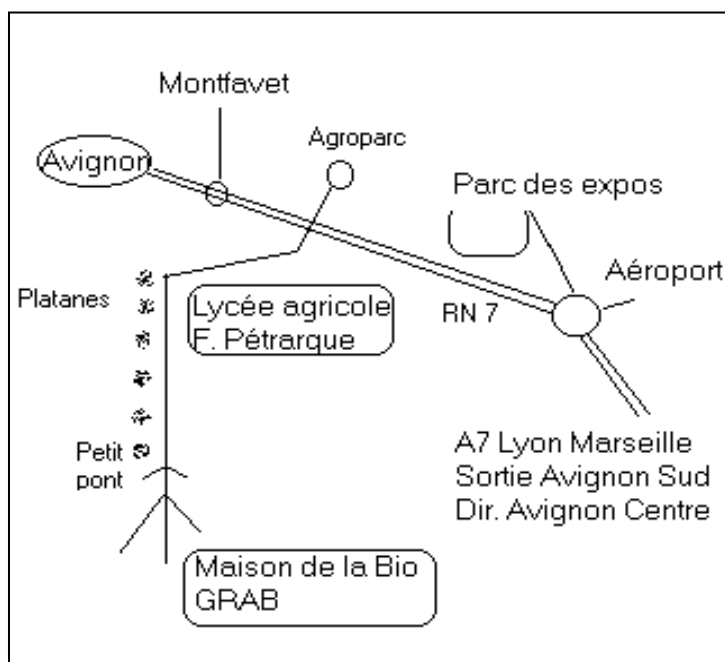 Montfavet
Agroparc
Avignon
Parc des expos
Aéroport
Platanes
Lycée agricole
F. Pétrarque
RN 7
A7 Lyon Marseille
Sortie Avignon Sud
Dir. Avignon Centre
Petit
pont
Maison de la Bio
GRAB